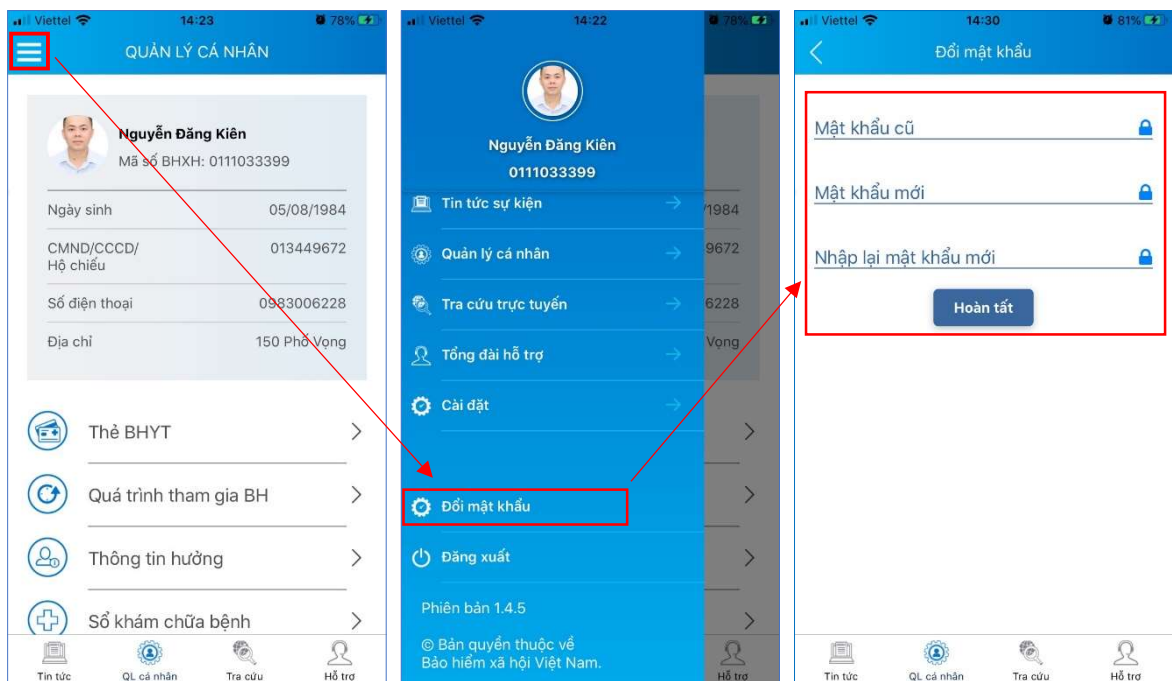 Viettel 14:23 78%
QUẢN LÝ CÁ NHÂN
Nguyễn Đăng Kiên
Mã số BHXH: 0111033399
Ngày sinh 05/08/1984
CMND/CCCD/ 013449672
Hộ chiếu
Số điện thoại 0983006228
Địa chỉ 150 Phố Vọng
Thẻ BHYT
Quá trình tham gia BH
Thông tin hưởng
Sổ khám chữa bệnh
Tin tức QL cá nhân Tra cứu Hỗ trợ
Viettel 14:22 78%
Nguyễn Đăng Kiên
0111033399
Tin tức sự kiện
/1984
Quản lý cá nhân
9672
Tra cứu trực tuyến
6228
Tổng đài hỗ trợ
Vọng
Cài đặt
Đổi mật khẩu
Đăng xuất
Phiên bản 1.4.5
© Bản quyền thuộc về
Bảo hiểm xã hội Việt Nam.
Hỗ trợ
Viettel 14:30 81%
Đổi mật khẩu
Mật khẩu cũ
Mật khẩu mới
Nhập lại mật khẩu mới
Hoàn tất
Tin tức QL cá nhân Tra cứu Hỗ trợ